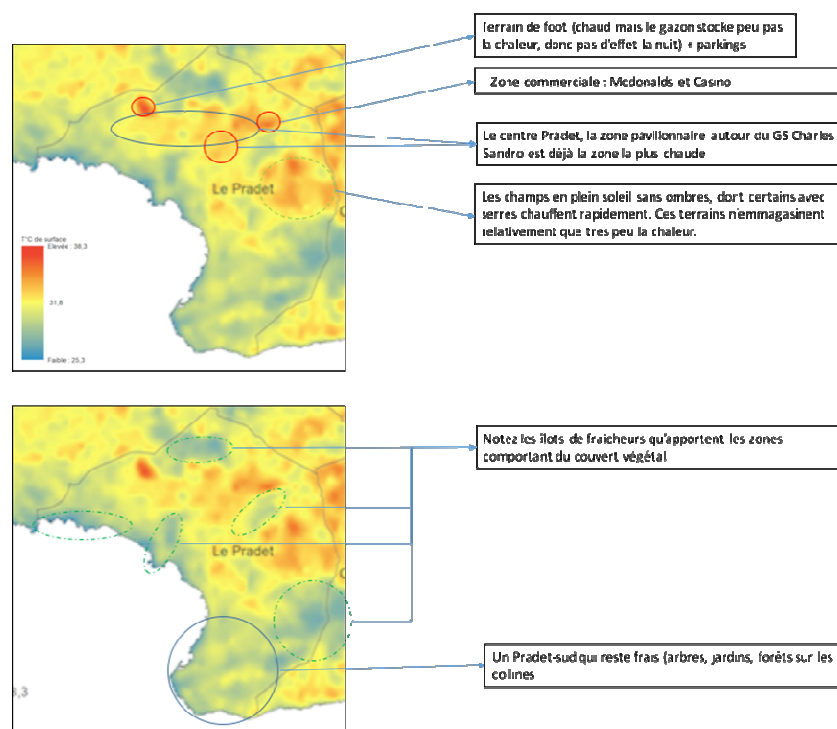 Terrain de foot (chaud mais le gazon stocke peu pas
la chaleur, donc pas d'effet la nuit) + parkings
Zone commerciale : Mcdonalds et Casino
Le centre Pradet, la zone pavillonnaire autour du GS Charles
Sandro est déjà la zone la plus chaude
Le Pradet
Les champs en plein soleil sans ombres, dont certains avec
serres chauffent rapidement. Ces terrains n'emmagasinent
relativement que tres peu la chaleur.
T°C de surface
Elevée : 38,3
31,8
Faible : 25,3
Notez les îlots de fraicheurs qu'apportent les zones
comportant du couvert végétal
Le Pradet
Un Pradet-sud qui reste frais (arbres, jardins, forêts sur les
colines
3,3